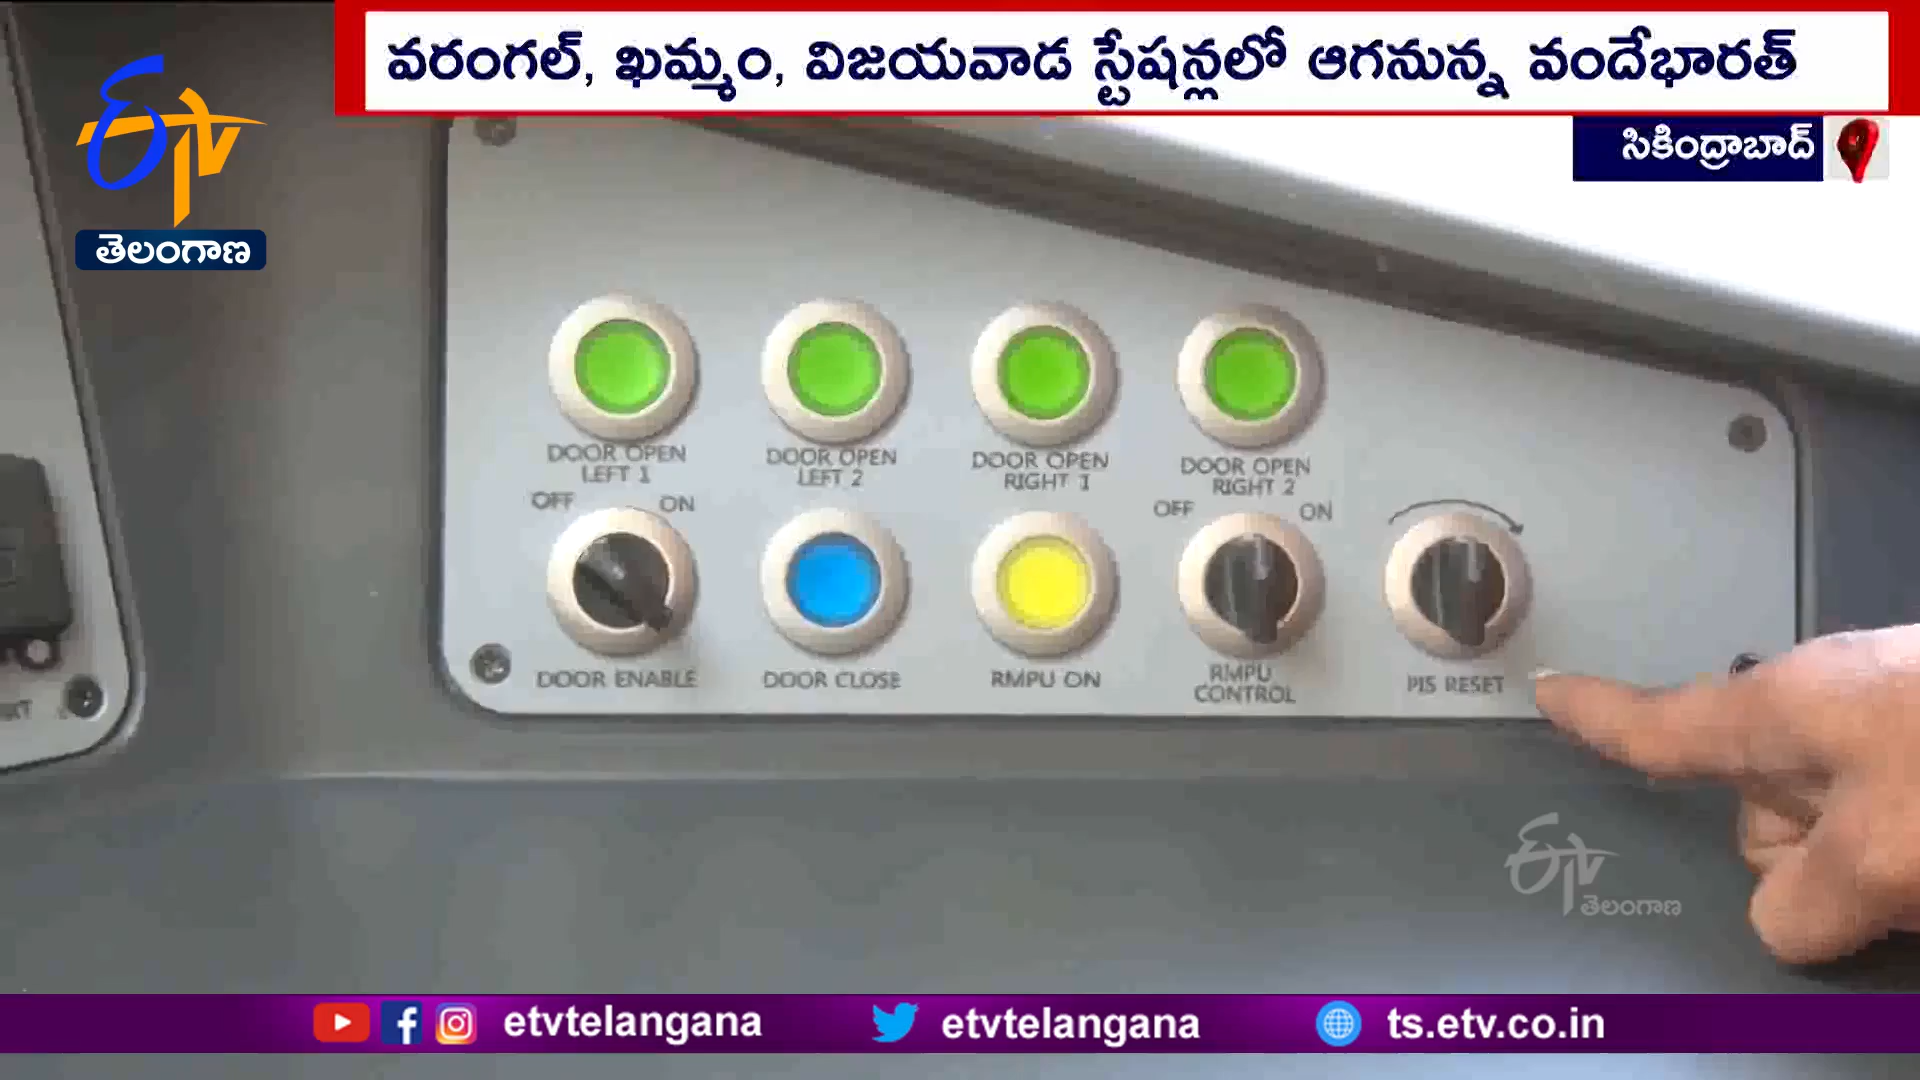 వరంగల్, ఖమ్మం, విజయవాడ స్టేషన్లలో ఆగనున్న వందేభారత్
సికింద్రాబాద్
ETV
తెలంగాణ
DOOR OPEN LEFT 1
DOOR OPEN LEFT 2
DOOR OPEN RIGHT 1
DOOR OPEN RIGHT 2
OFF ON
OFF ON
DOOR ENABLE
DOOR CLOSE
RMPU ON
RMPU CONTROL
PIS RESET
ETV
తెలంగాణ
etvtelangana
etvtelangana
ts.etv.co.in